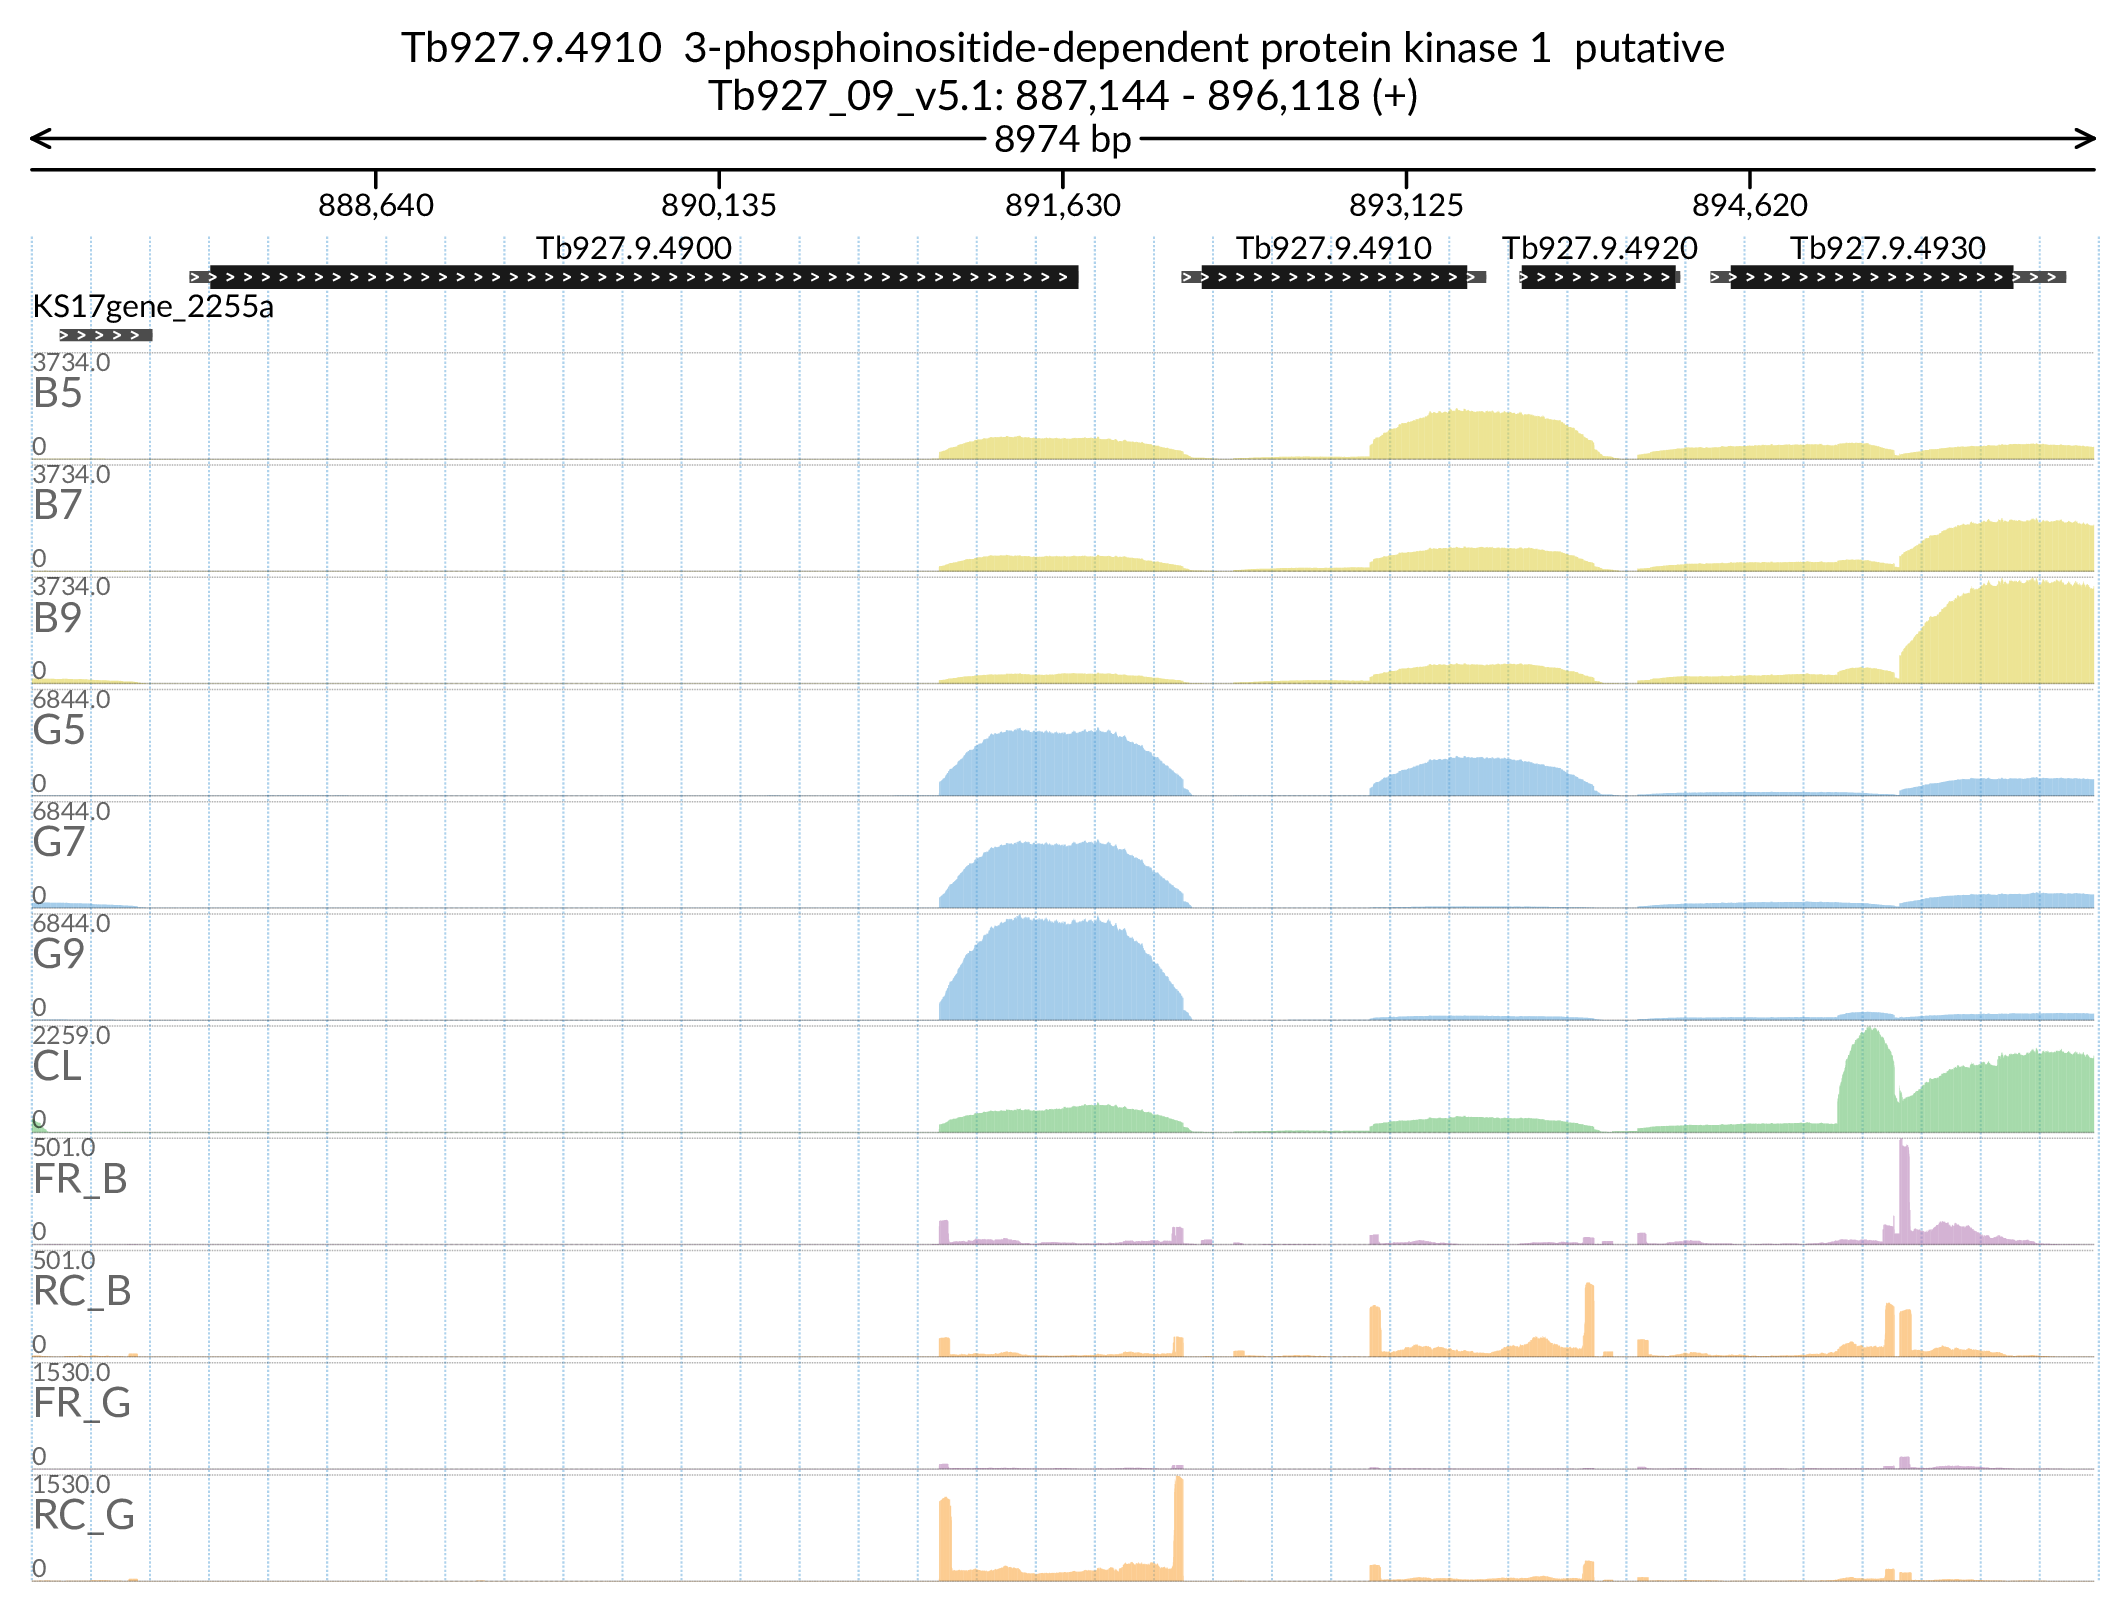 Tb927.9.4910  3-phosphoinositide-dependent protein kinase 1  putative
Tb927_09_v5.1: 887,144 - 896,118 (+)
8974 bp
888,640 890,135 891,630 893,125 894,620
Tb927.9.4900 Tb927.9.4910 Tb927.9.4920 Tb927.9.4930
KS17gene_2255a
3734.0
B5
0
3734.0
B7
0
3734.0
B9
0
6844.0
G5
0
6844.0
G7
0
6844.0
G9
0
2259.0
CL
0
501.0
FR_B
0
501.0
RC_B
0
1530.0
FR_G
0
1530.0
RC_G
0